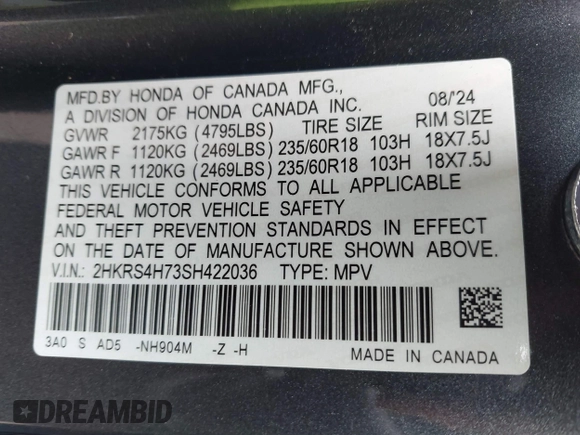 MFD.BY HONDA OF CANADA MFG., 08/'24
A DIVISION OF HONDA CANADA INC.
GVWR 2175KG (4795LBS) TIRE SIZE RIM SIZE
GAWR F 1120KG (2469LBS) 235/60R18 103H 18X7.5J
GAWR R 1120KG (2469LBS) 235/60R18 103H 18X7.5J
THIS VEHICLE CONFORMS TO ALL APPLICABLE
FEDERAL MOTOR VEHICLE SAFETY
AND THEFT PREVENTION STANDARDS IN EFFECT
ON THE DATE OF MANUFACTURE SHOWN ABOVE.
V.I.N.: 2HKRS4H73SH422036 TYPE: MPV
3A0 S AD5 -NH904M -Z -H
MADE IN CANADA
DREAMBID